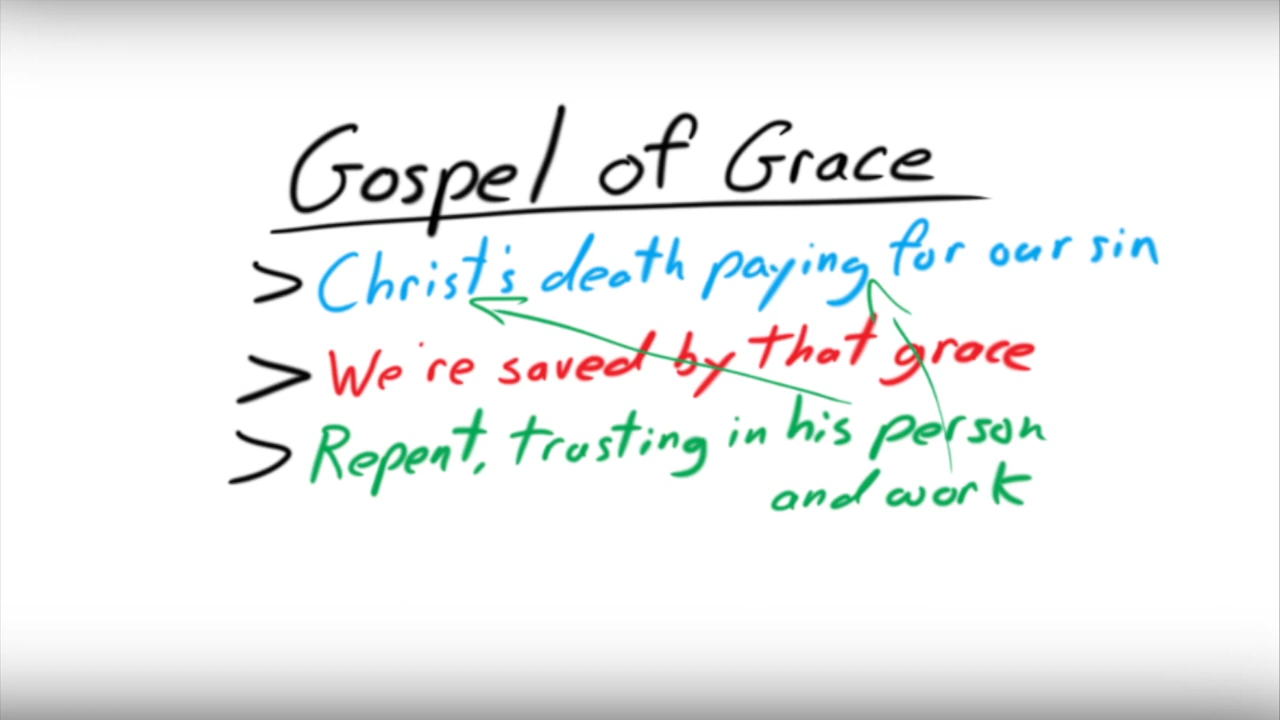 Gospel of Grace
> Christ's death paying for our sin
> We're saved by that grace
> Repent, trusting in his person
and work